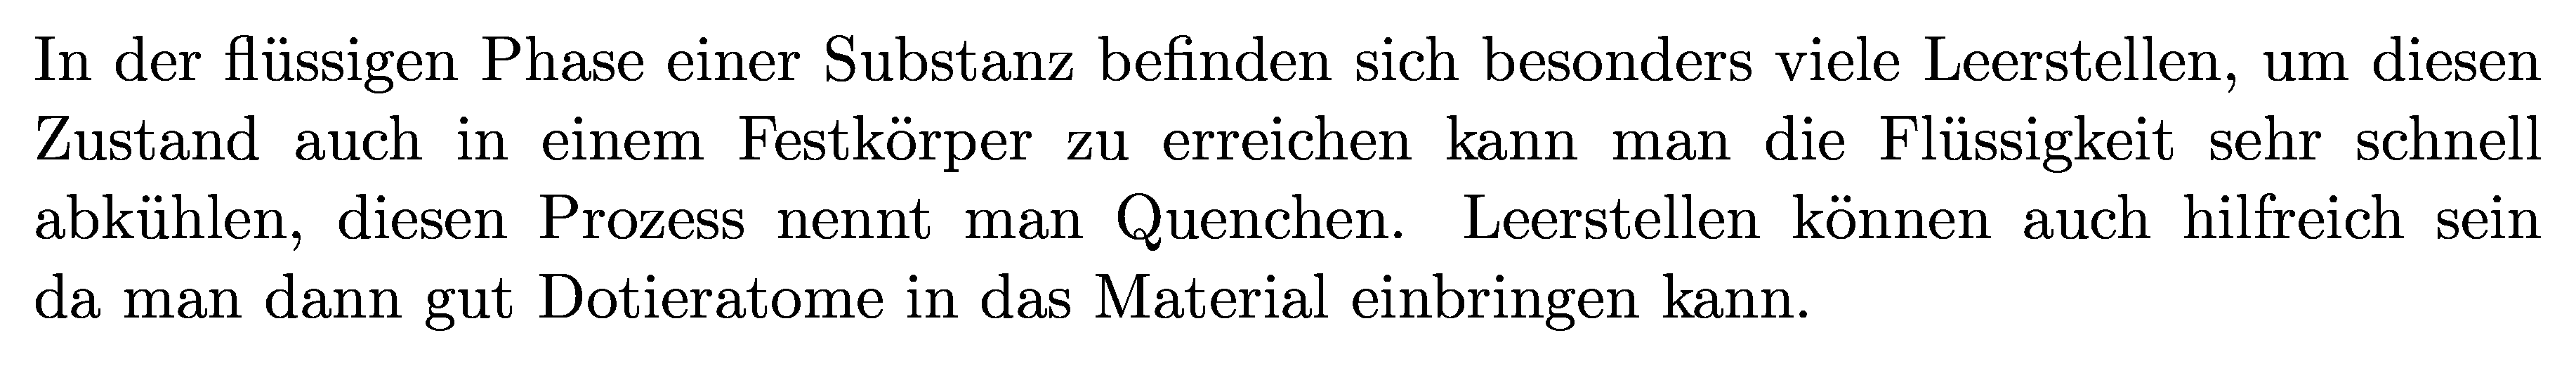 In der flüssigen Phase einer Substanz befinden sich besonders viele Leerstellen, um diesen
Zustand auch in einem Festkörper zu erreichen kann man die Flüssigkeit sehr schnell
abkühlen, diesen Prozess nennt man Quenchen. Leerstellen können auch hilfreich sein
da man dann gut Dotieratome in das Material einbringen kann.